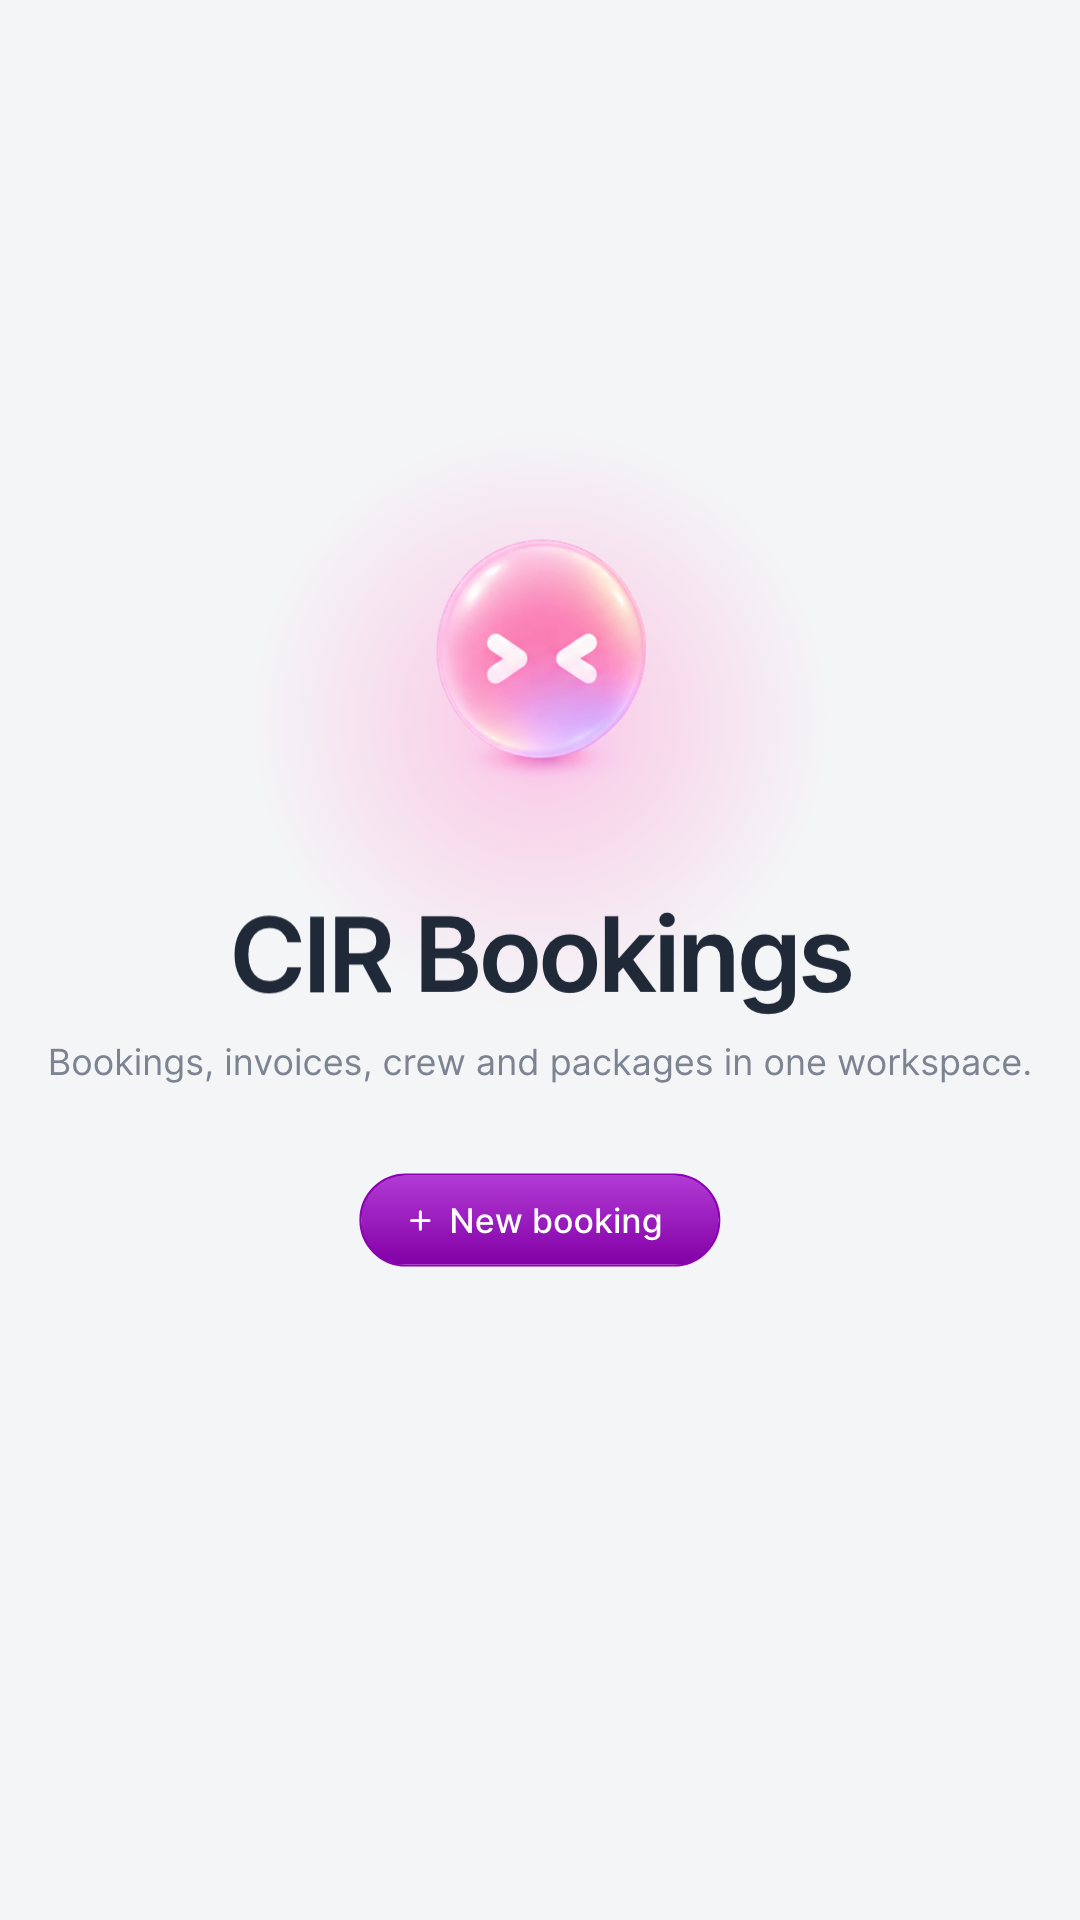 CIR Bookings
Bookings, invoices, crew and packages in one workspace.
+ New booking